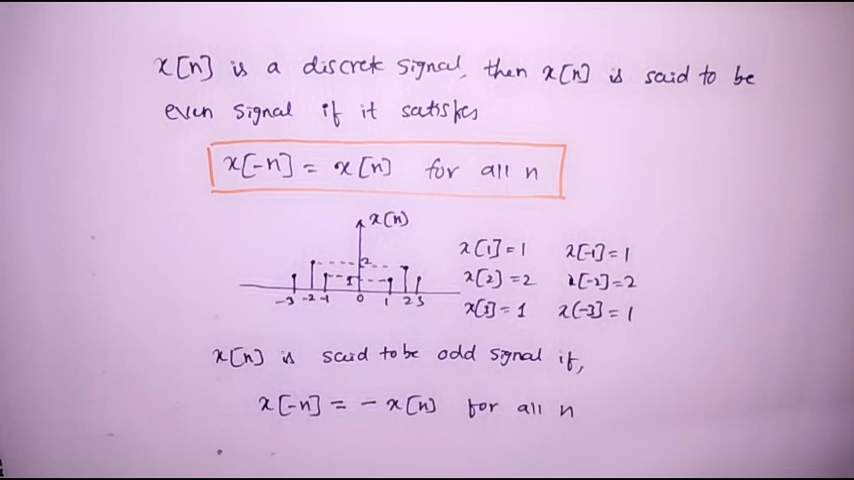 x[n] is a discrete signal, then x[n] is said to be
even signal if it satisfies
x[-n] = x[n] for all n
x[n]
2
1
-3 -2 -1 0 1 2 3
x[1] = 1 x[-1] = 1
x[2] = 2 x[-2] = 2
x[3] = 1 x[-3] = 1
x[n] is said to be odd signal if,
x[-n] = - x[n] for all n